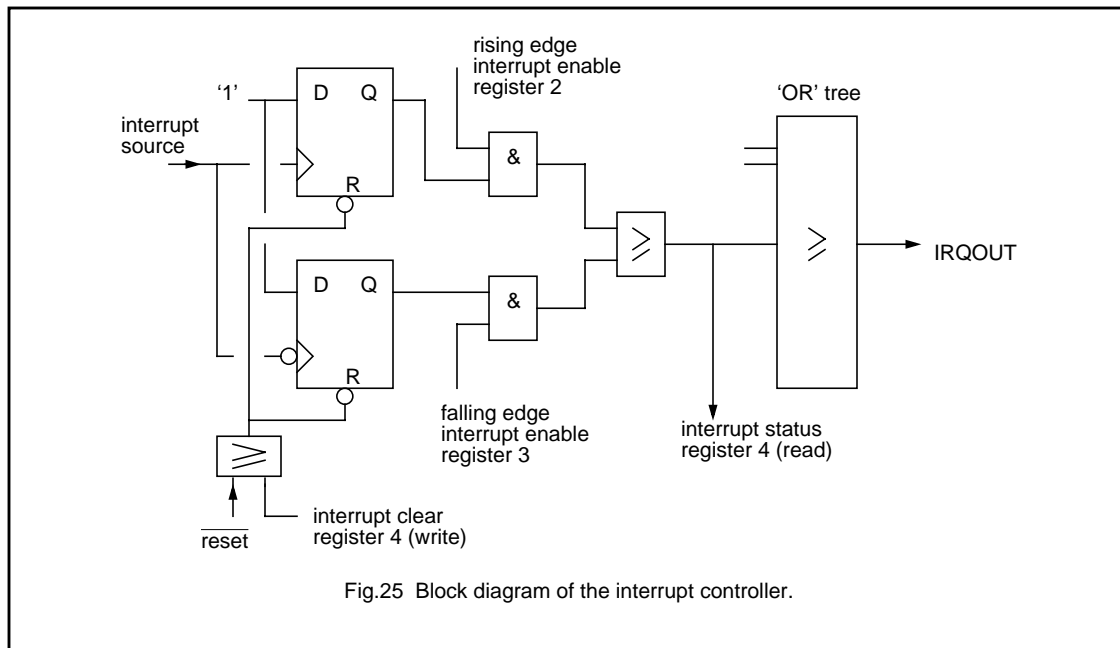 rising edge
interrupt enable
register 2
‘1’
D Q
‘OR’ tree
interrupt
source
&
R
≥
≥
IRQOUT
D Q
&
R
falling edge
interrupt enable
register 3
interrupt status
register 4 (read)
≥
interrupt clear
register 4 (write)
reset
Fig.25 Block diagram of the interrupt controller.